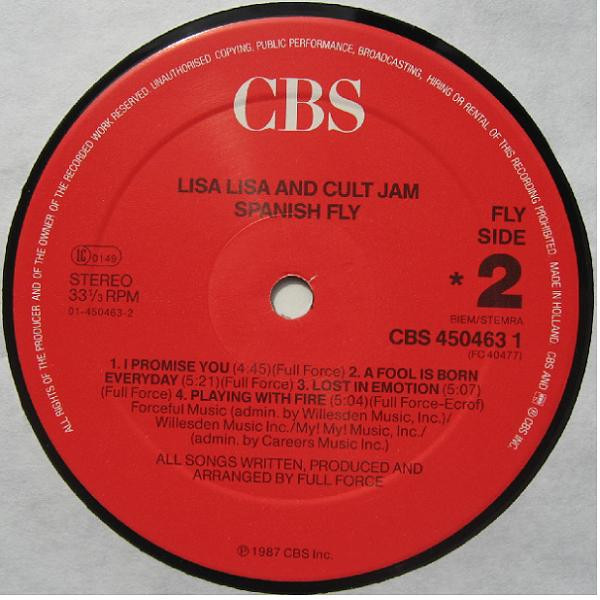 ALL RIGHTS OF THE PRODUCER AND OF THE OWNER OF THE RECORDED WORK RESERVED. UNAUTHORISED COPYING, PUBLIC PERFORMANCE, BROADCASTING, HIRING OR RENTAL OF THIS RECORDING PROHIBITED. MADE IN HOLLAND. CBS AND ARE ® CBS INC.
CBS
LISA LISA AND CULT JAM
SPANISH FLY
FLY
SIDE
* 2
LC 0149
STEREO
33⅓ RPM
01-450463-2
BIEM/STEMRA
CBS 450463 1
(FC 40477)
1. I PROMISE YOU (4:45)(Full Force) 2. A FOOL IS BORN
EVERYDAY (5:21)(Full Force) 3. LOST IN EMOTION (5:07)
(Full Force) 4. PLAYING WITH FIRE (5:04)(Full Force-Ecrof)
Forceful Music (admin. by Willesden Music, Inc.)/
Willesden Music Inc./My! My! Music, Inc./
(admin. by Careers Music Inc.)
ALL SONGS WRITTEN, PRODUCED AND
ARRANGED BY FULL FORCE
℗ 1987 CBS Inc.